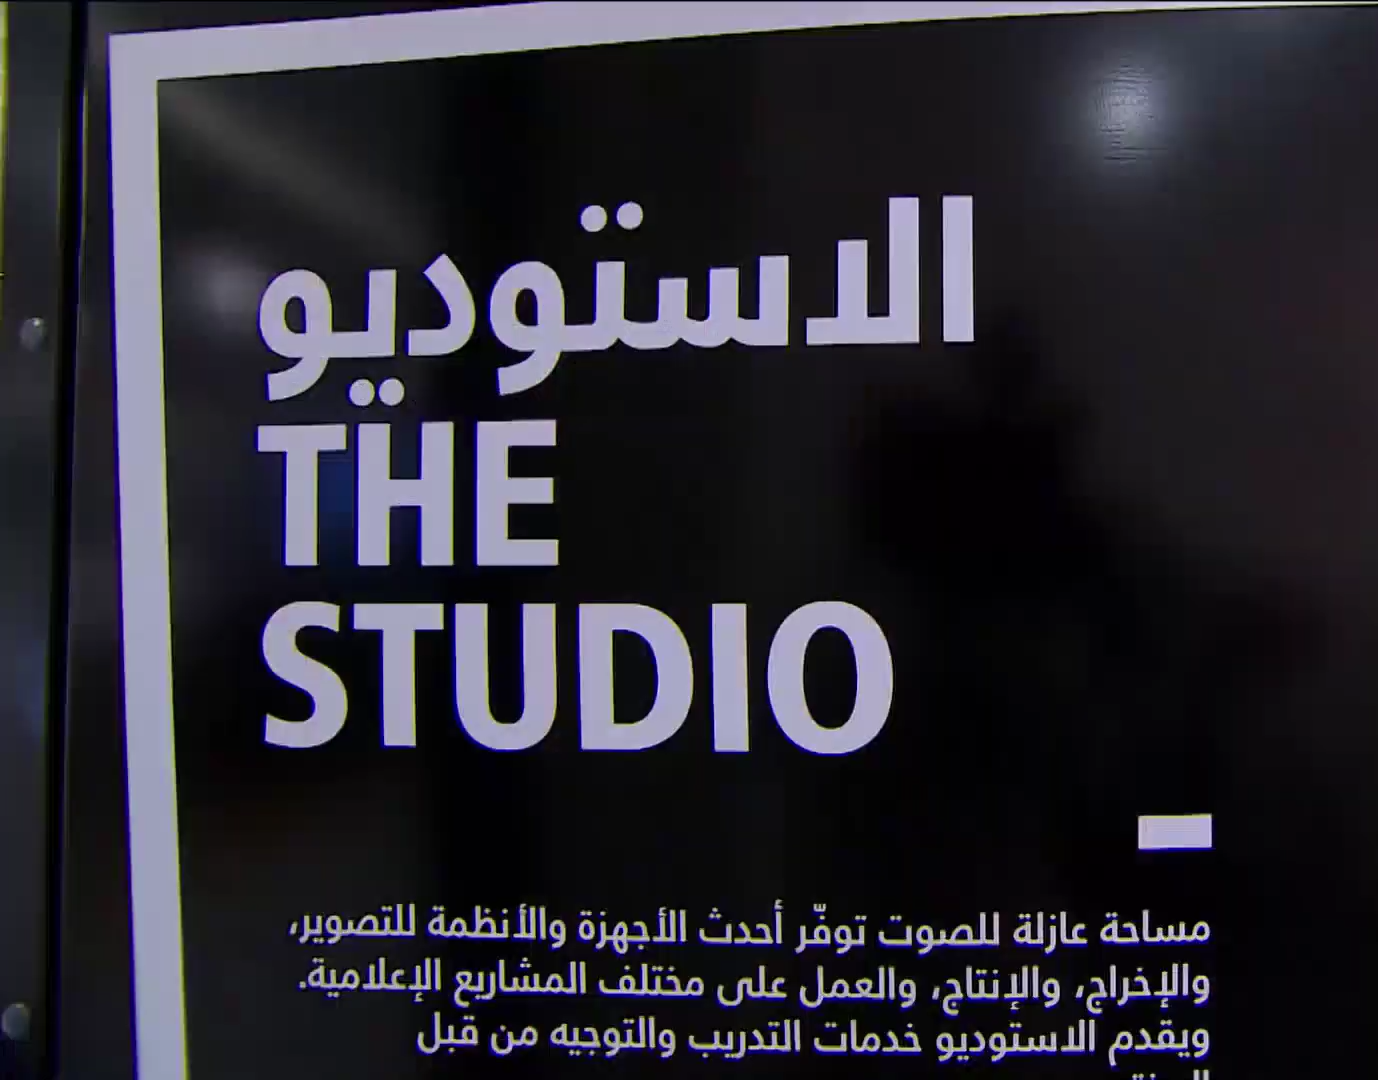 الاستوديو
THE
STUDIO
مساحة عازلة للصوت توفّر أحدث الأجهزة والأنظمة للتصوير،
والإخراج، والإنتاج، والعمل على مختلف المشاريع الإعلامية.
ويقدم الاستوديو خدمات التدريب والتوجيه من قبل